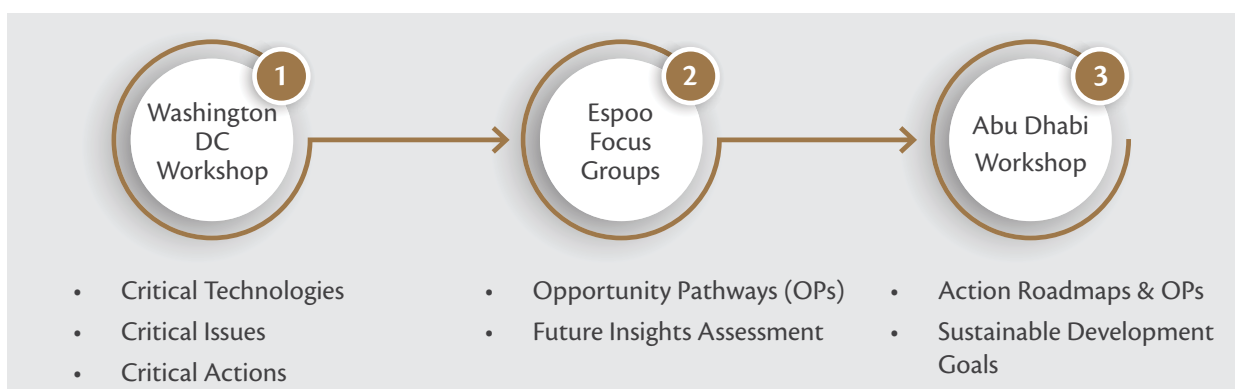 1
Washington
DC
Workshop
• Critical Technologies
• Critical Issues
• Critical Actions
2
Espoo
Focus
Groups
• Opportunity Pathways (OPs)
• Future Insights Assessment
3
Abu Dhabi
Workshop
• Action Roadmaps & OPs
• Sustainable Development
Goals